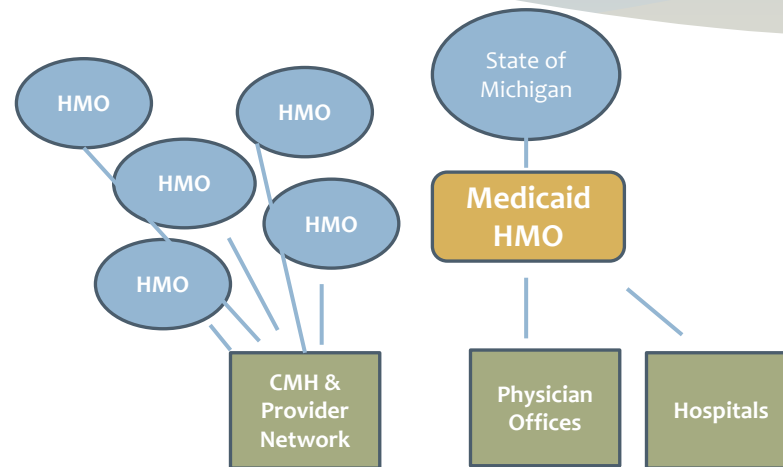 HMO
HMO
HMO
HMO
HMO
CMH &
Provider
Network
State of
Michigan
Medicaid
HMO
Physician
Offices
Hospitals